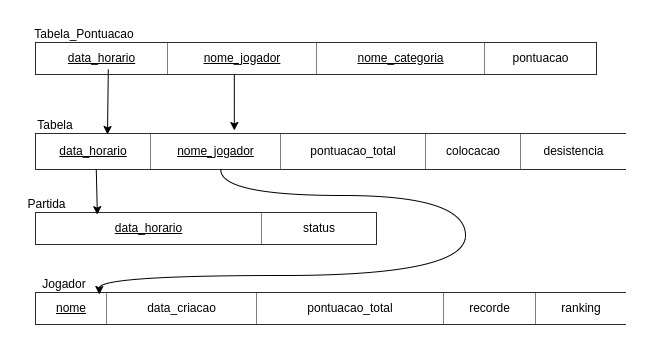 Tabela_Pontuacao
data_horario nome_jogador nome_categoria pontuacao
Tabela
data_horario nome_jogador pontuacao_total colocacao desistencia
Partida
data_horario status
Jogador
nome data_criacao pontuacao_total recorde ranking